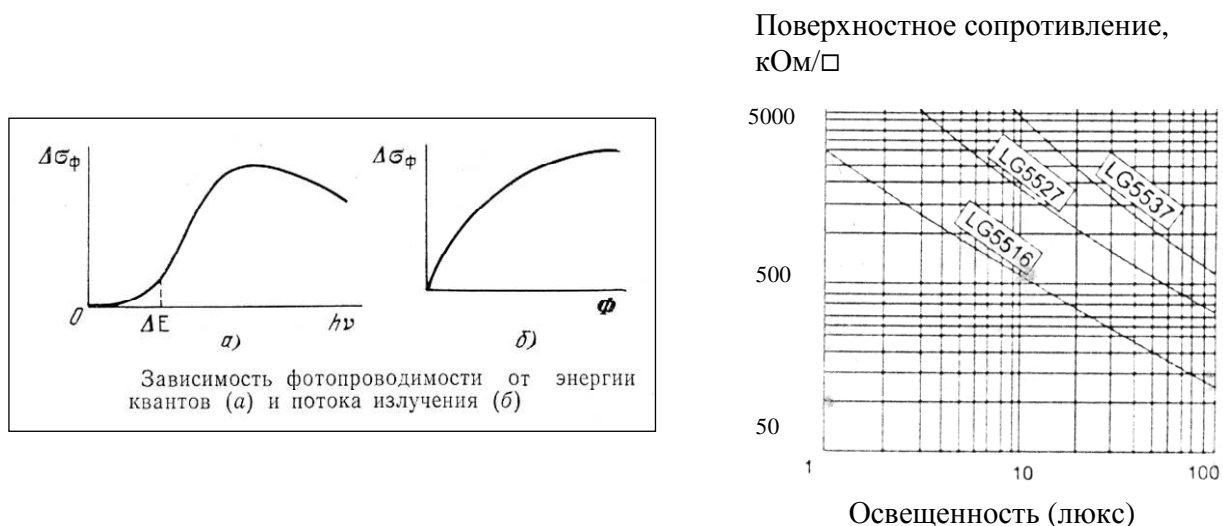 Δσф
0
ΔE
hν
а)
Δσф
Ф
б)
Зависимость фотопроводимости от энергии
квантов (а) и потока излучения (б)
Поверхностное сопротивление,
кОм/□
5000
500
50
1
10
100
LG5527
LG5537
LG5516
Освещенность (люкс)